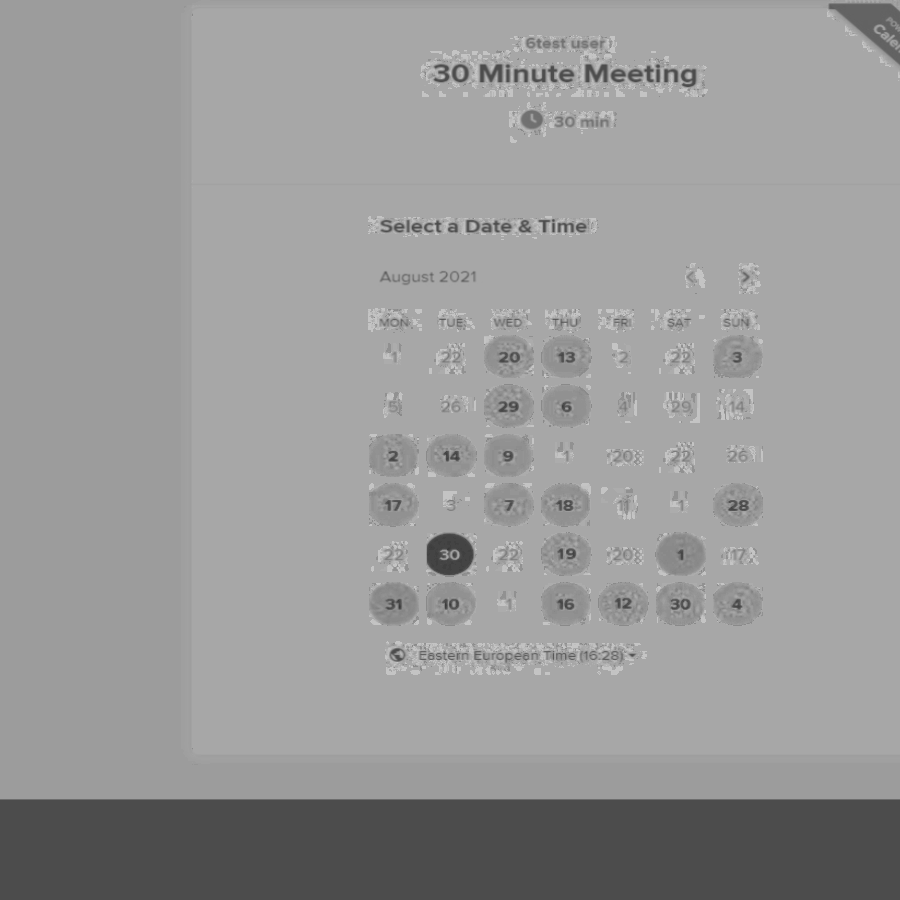 6test user
30 Minute Meeting
30 min
Select a Date & Time
August 2021
MON TUE WED THU FRI SAT SUN
1 22 20 13 2 22 3
5 26 29 6 4 29 14
2 14 9 1 20 22 26
17 3 7 18 11 1 28
22 30 22 19 20 1 17
31 10 1 16 12 30 4
Eastern European Time (16:28)